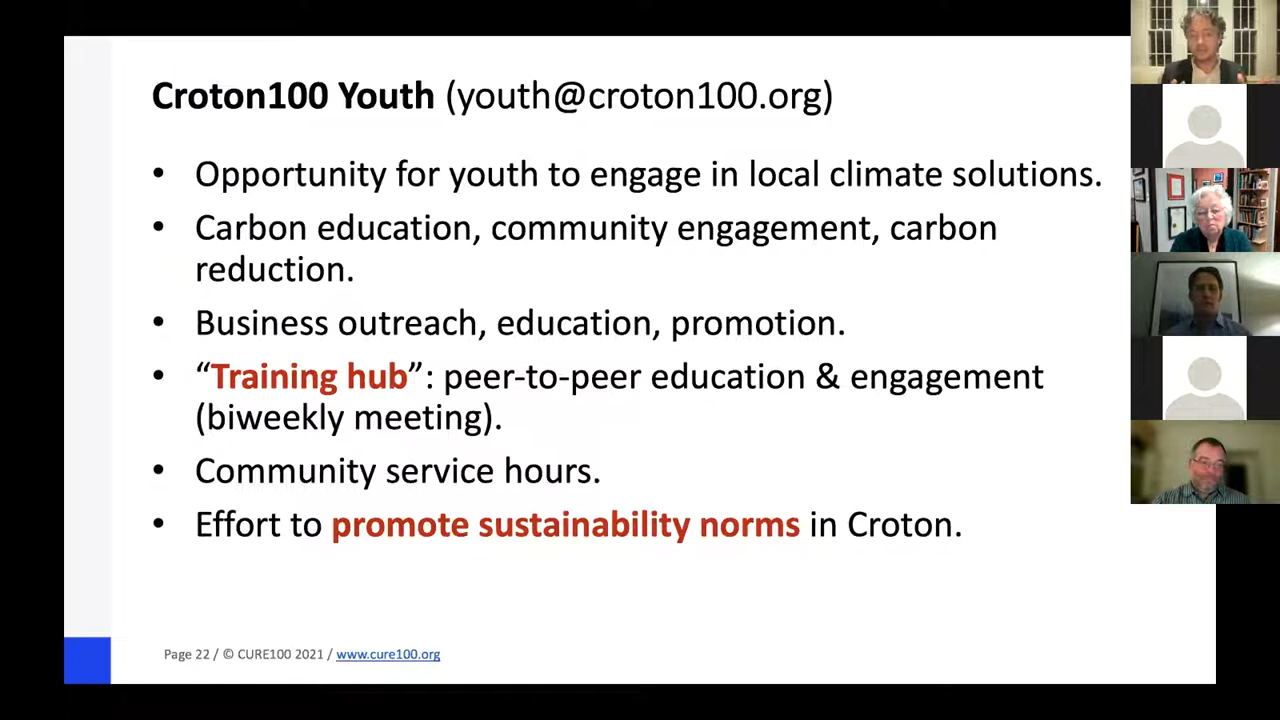 Croton100 Youth (youth@croton100.org)
• Opportunity for youth to engage in local climate solutions.
• Carbon education, community engagement, carbon
reduction.
• Business outreach, education, promotion.
• “Training hub”: peer-to-peer education & engagement
(biweekly meeting).
• Community service hours.
• Effort to promote sustainability norms in Croton.
Page 22 / © CURE100 2021 / www.cure100.org